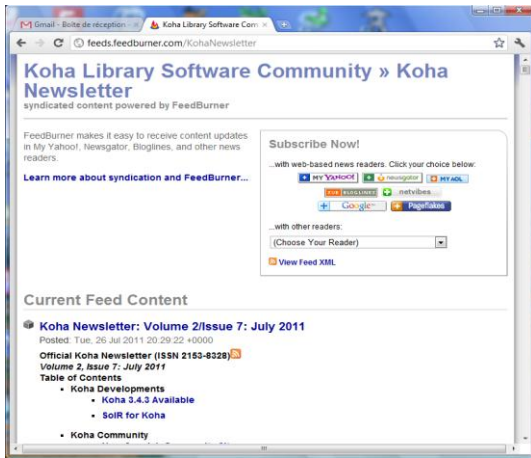 Gmail - Boîte de réception -
Koha Library Software Com
feeds.feedburner.com/KohaNewsletter
Koha Library Software Community » Koha
Newsletter
syndicated content powered by FeedBurner
FeedBurner makes it easy to receive content updates
in My Yahoo!, Newsgator, Bloglines, and other news
readers.
Learn more about syndication and FeedBurner...
Subscribe Now!
...with web-based news readers. Click your choice below:
MY YAHOO! newsgator MY AOL
SUB BLOGLINES netvibes
Google Pageflakes
...with other readers:
(Choose Your Reader)
View Feed XML
Current Feed Content
Koha Newsletter: Volume 2/Issue 7: July 2011
Posted: Tue, 26 Jul 2011 20:29:22 +0000
Official Koha Newsletter (ISSN 2153-8328)
Volume 2, Issue 7: July 2011
Table of Contents
Koha Developments
Koha 3.4.3 Available
SolR for Koha
Koha Community